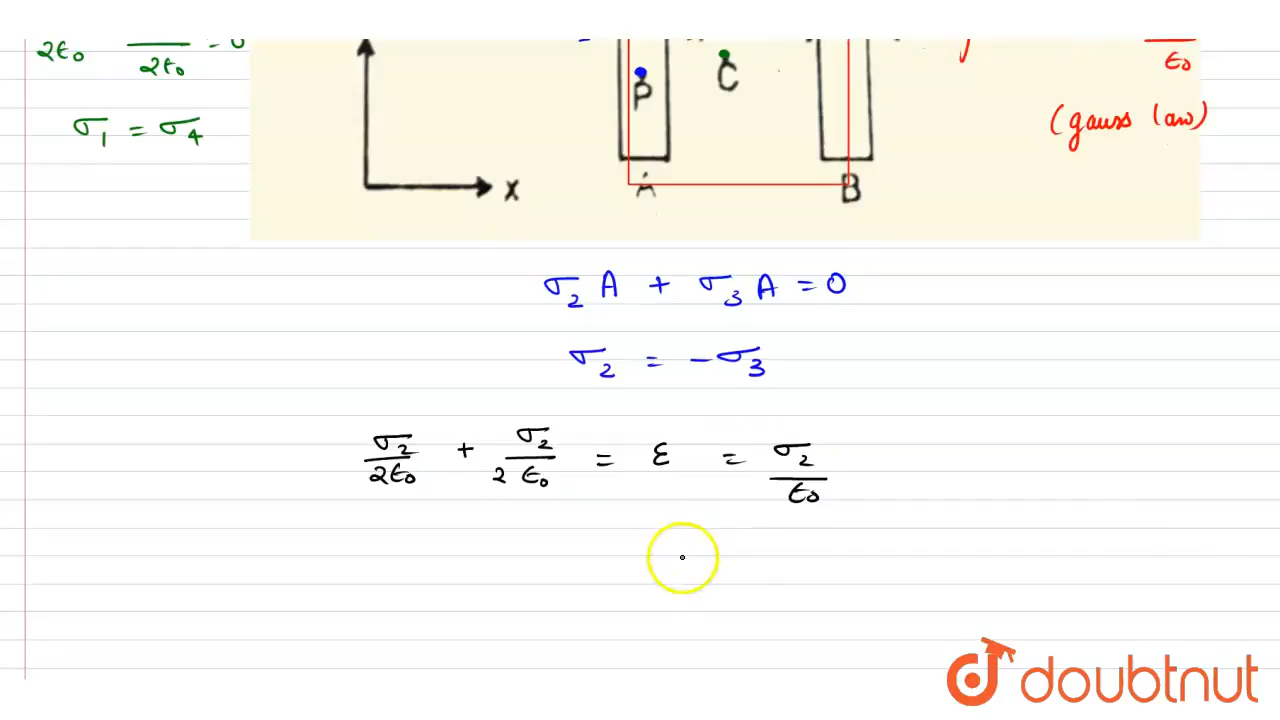 2ε₀ 2ε₀ = 0
ε₀
P C
(gauss law)
σ₁ = σ₄
X A B
σ₂ A + σ₃ A = 0
σ₂ = -σ₃
σ₂/2ε₀ + σ₂/2ε₀ = ε = σ₂/ε₀
doubtnut